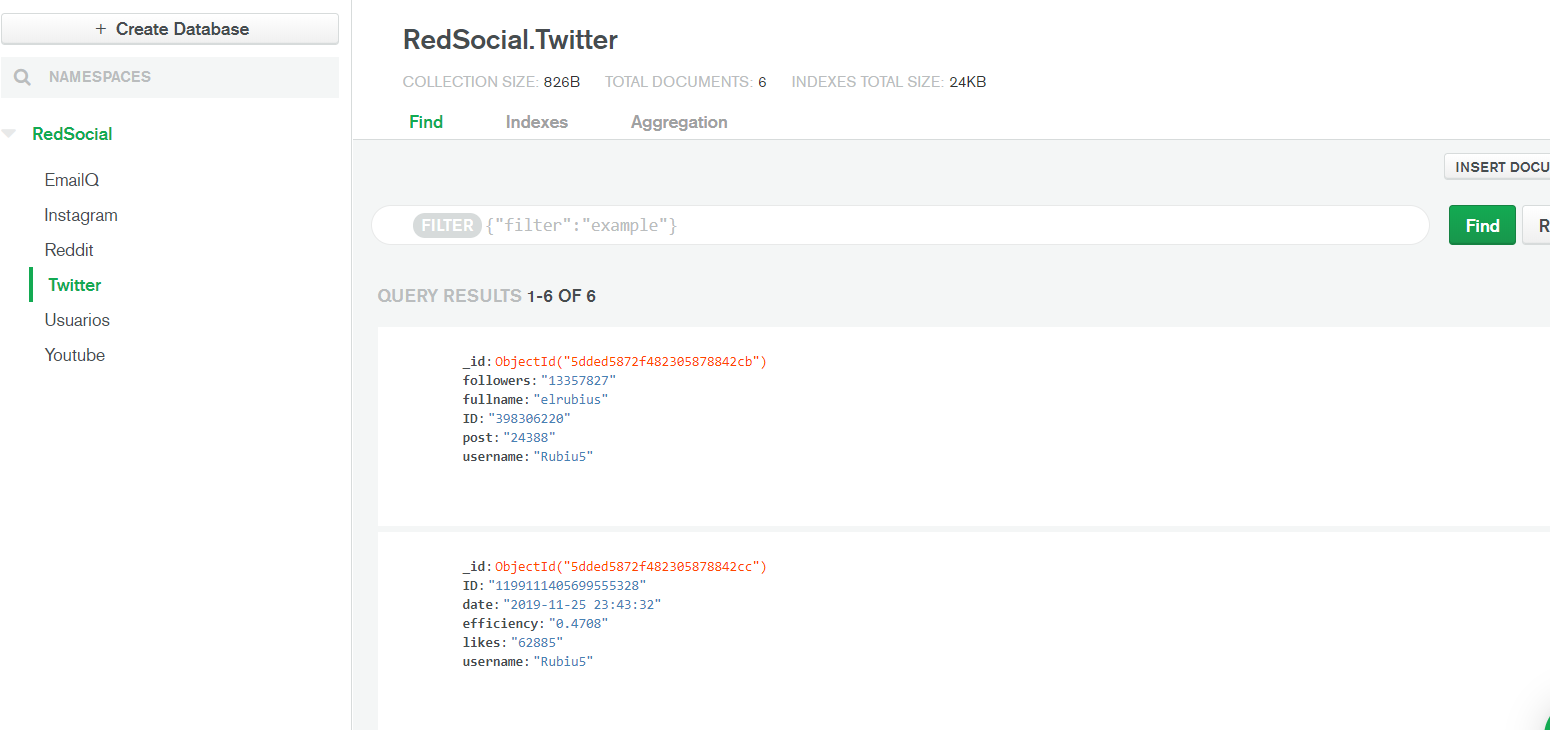 + Create Database
NAMESPACES
RedSocial
EmailQ
Instagram
Reddit
Twitter
Usuarios
Youtube
RedSocial.Twitter
COLLECTION SIZE: 826B TOTAL DOCUMENTS: 6 INDEXES TOTAL SIZE: 24KB
Find Indexes Aggregation
INSERT DOCU
FILTER {"filter":"example"}
Find R
QUERY RESULTS 1-6 OF 6
_id: ObjectId("5dded5872f482305878842cb")
followers: "13357827"
fullname: "elrubius"
ID: "398306220"
post: "24388"
username: "Rubiu5"
_id: ObjectId("5dded5872f482305878842cc")
ID: "1199111405699555328"
date: "2019-11-25 23:43:32"
efficiency: "0.4708"
likes: "62885"
username: "Rubiu5"